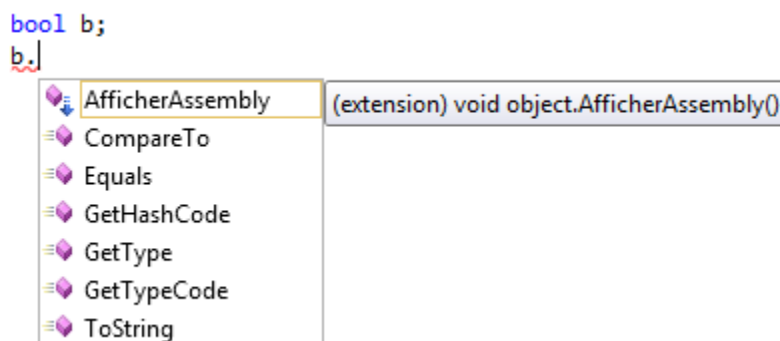 bool b;
b.
AfficherAssembly
(extension) void object.AfficherAssembly()
CompareTo
Equals
GetHashCode
GetType
GetTypeCode
ToString